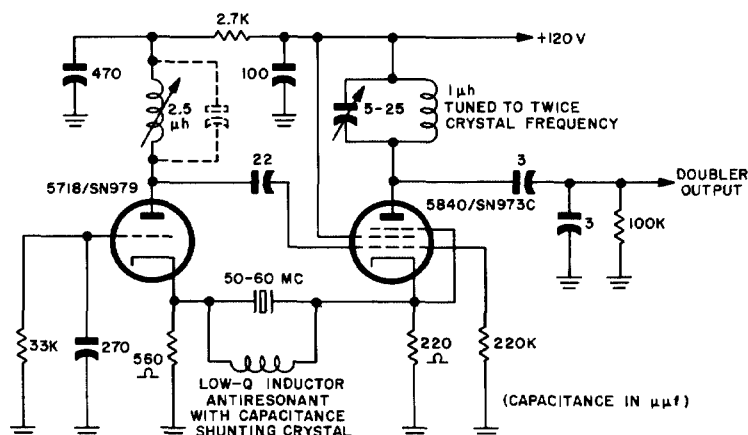 2.7K
+120 V
470
100
2.5
μh
5-25
1μh
TUNED TO TWICE
CRYSTAL FREQUENCY
22
3
DOUBLER
OUTPUT
5718/SN979
5840/SN973C
3
100K
50-60 MC
33K
270
560
Ω
220
Ω
220K
LOW-Q INDUCTOR
ANTIRESONANT
WITH CAPACITANCE
SHUNTING CRYSTAL
(CAPACITANCE IN μμf)